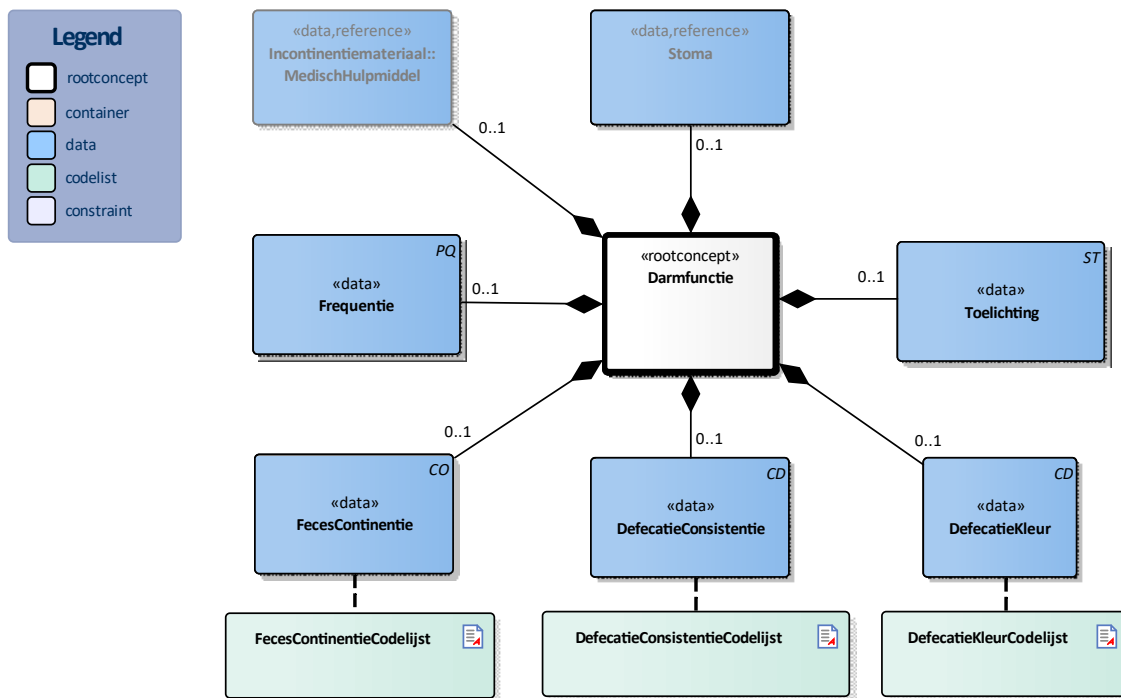 Legend
rootconcept
container
data
codelist
constraint
«data,reference»
Incontinentiemateriaal::
MedischHulpmiddel
«data,reference»
Stoma
0..1
0..1
PQ
«data»
Frequentie
0..1
«rootconcept»
Darmfunctie
0..1
ST
«data»
Toelichting
0..1
0..1
0..1
CO
«data»
FecesContinentie
CD
«data»
DefecatieConsistentie
CD
«data»
DefecatieKleur
FecesContinentieCodelijst
DefecatieConsistentieCodelijst
DefecatieKleurCodelijst